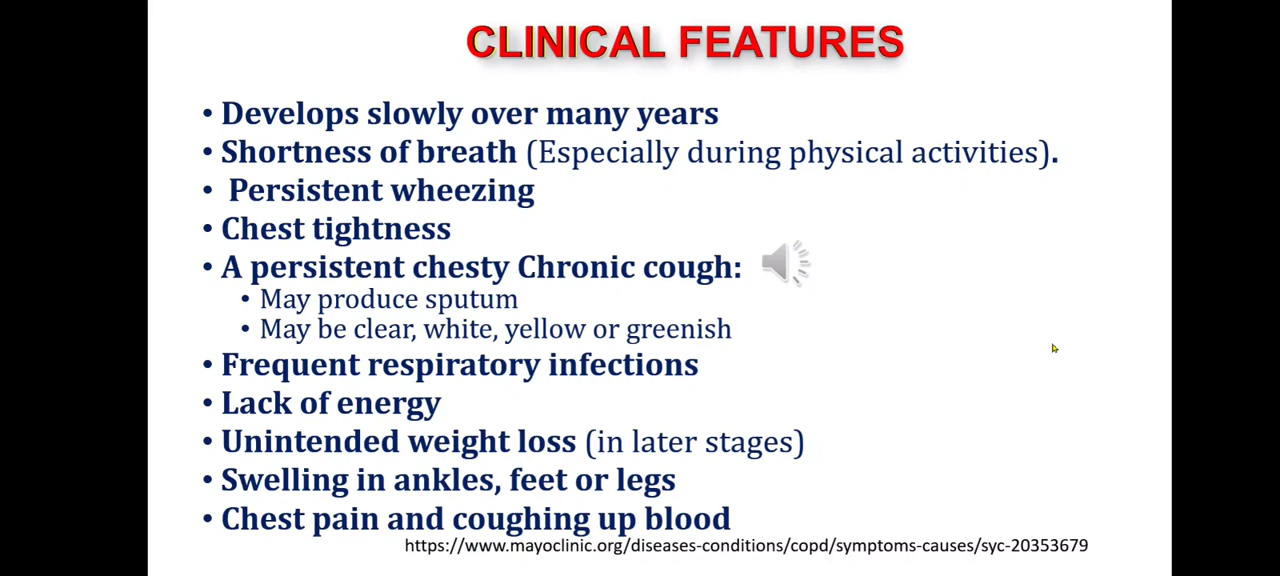 CLINICAL FEATURES
• Develops slowly over many years
• Shortness of breath (Especially during physical activities).
• Persistent wheezing
• Chest tightness
• A persistent chesty Chronic cough:
• May produce sputum
• May be clear, white, yellow or greenish
• Frequent respiratory infections
• Lack of energy
• Unintended weight loss (in later stages)
• Swelling in ankles, feet or legs
• Chest pain and coughing up blood
https://www.mayoclinic.org/diseases-conditions/copd/symptoms-causes/syc-20353679